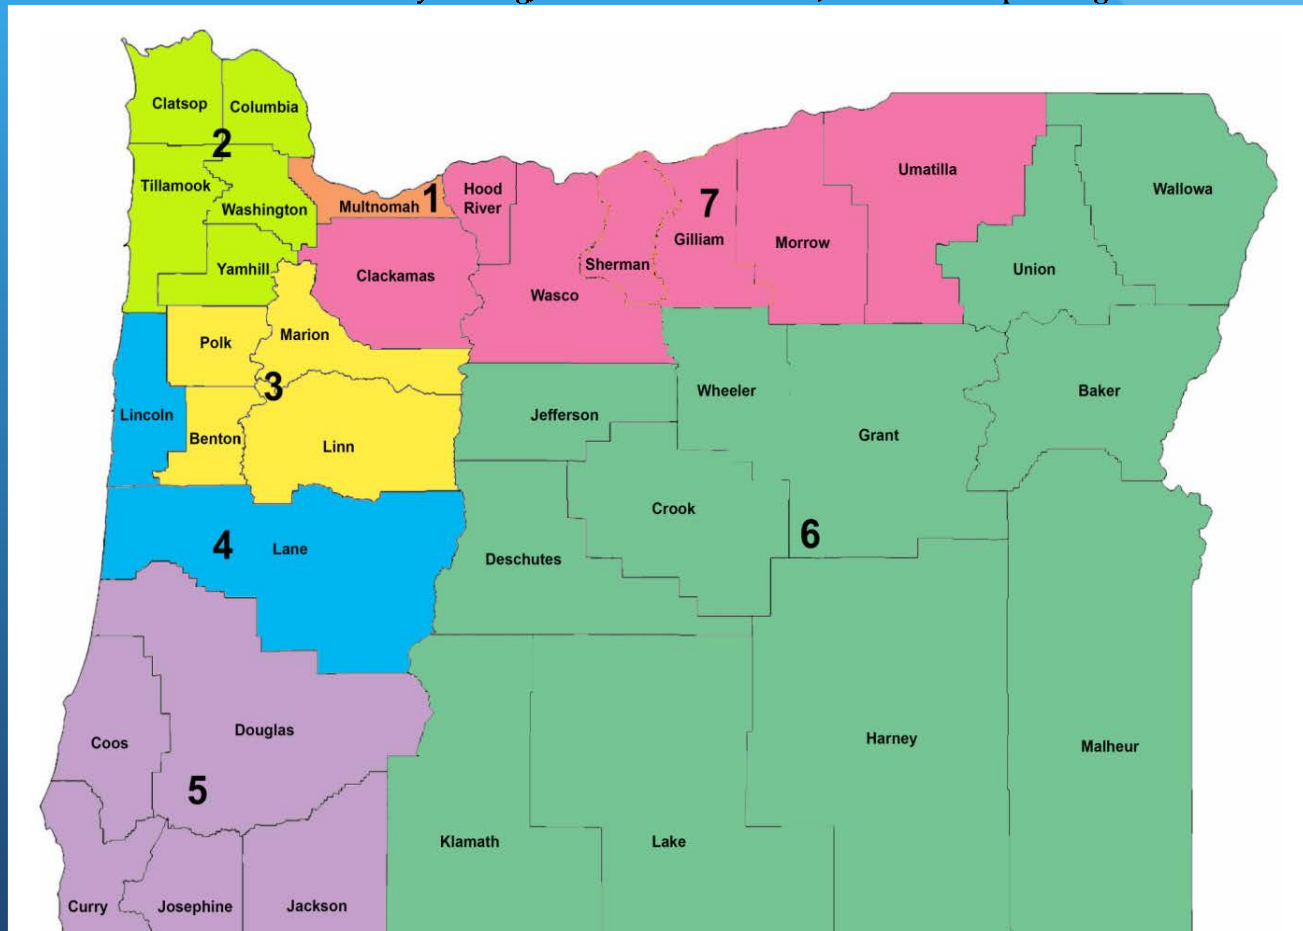 Clatsop
Columbia
2
Tillamook
Washington
Multnomah
1
Hood
River
7
Umatilla
Wallowa
Yamhill
Clackamas
Wasco
Sherman
Gilliam
Morrow
Union
Polk
Marion
3
Lincoln
Benton
Linn
Jefferson
Wheeler
Grant
Baker
4
Lane
Deschutes
Crook
6
Coos
Douglas
5
Harney
Malheur
Klamath
Lake
Curry
Josephine
Jackson